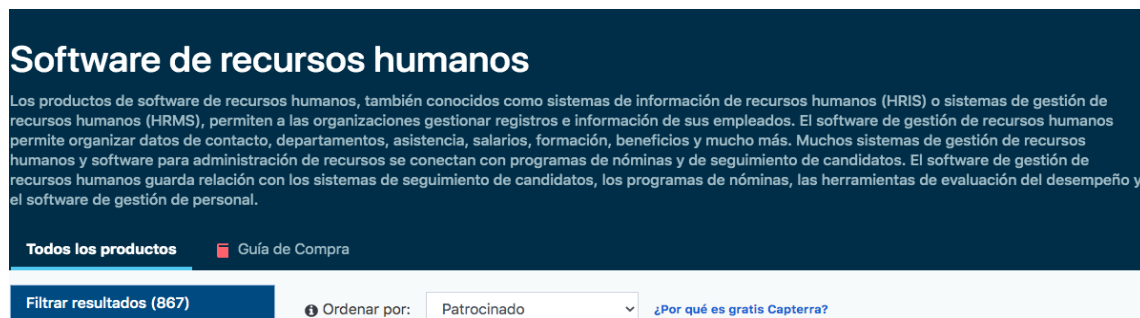 Software de recursos humanos
Los productos de software de recursos humanos, también conocidos como sistemas de información de recursos humanos (HRIS) o sistemas de gestión de
recursos humanos (HRMS), permiten a las organizaciones gestionar registros e información de sus empleados. El software de gestión de recursos humanos
permite organizar datos de contacto, departamentos, asistencia, salarios, formación, beneficios y mucho más. Muchos sistemas de gestión de recursos
humanos y software para administración de recursos se conectan con programas de nóminas y de seguimiento de candidatos. El software de gestión de
recursos humanos guarda relación con los sistemas de seguimiento de candidatos, los programas de nóminas, las herramientas de evaluación del desempeño y
el software de gestión de personal.
Todos los productos Guía de Compra
Filtrar resultados (867) Ordenar por: Patrocinado ¿Por qué es gratis Capterra?